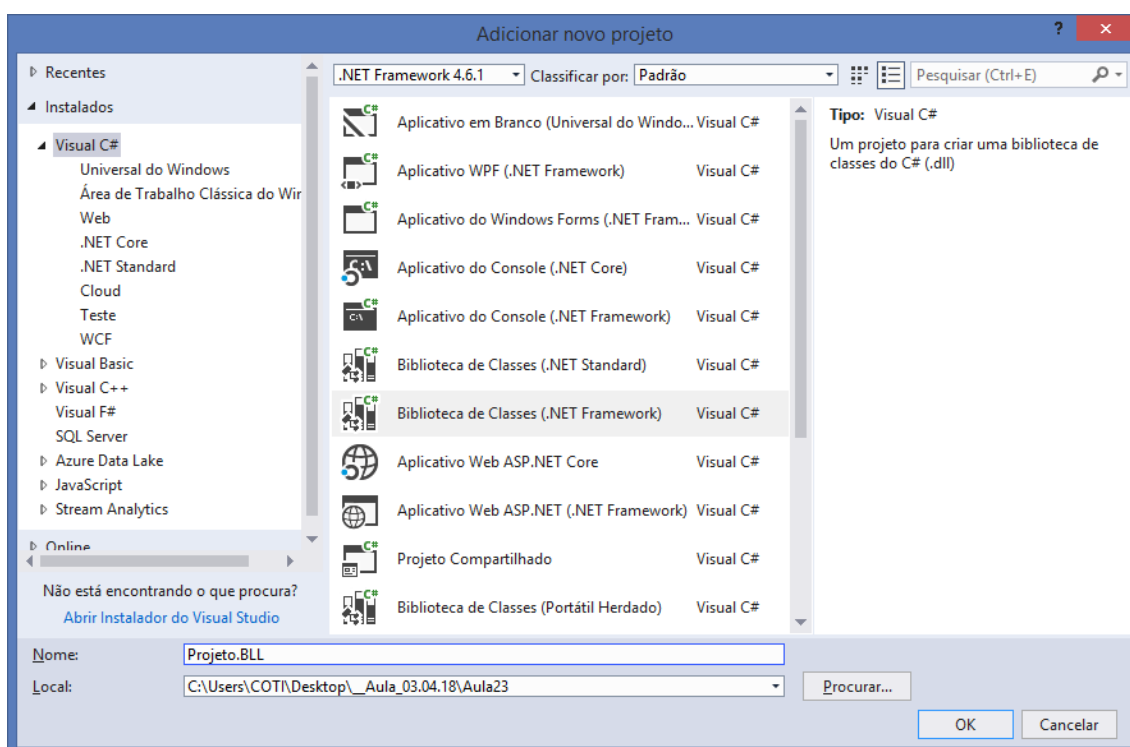 Adicionar novo projeto
?
×
Recentes
Instalados
Visual C#
Universal do Windows
Área de Trabalho Clássica do Wir
Web
.NET Core
.NET Standard
Cloud
Teste
WCF
Visual Basic
Visual C++
Visual F#
SQL Server
Azure Data Lake
JavaScript
Stream Analytics
Online
Não está encontrando o que procura?
Abrir Instalador do Visual Studio
.NET Framework 4.6.1 Classificar por: Padrão
Pesquisar (Ctrl+E)
Aplicativo em Branco (Universal do Windo... Visual C#
Aplicativo WPF (.NET Framework) Visual C#
Aplicativo do Windows Forms (.NET Fram... Visual C#
Aplicativo do Console (.NET Core) Visual C#
Aplicativo do Console (.NET Framework) Visual C#
Biblioteca de Classes (.NET Standard) Visual C#
Biblioteca de Classes (.NET Framework) Visual C#
Aplicativo Web ASP.NET Core Visual C#
Aplicativo Web ASP.NET (.NET Framework) Visual C#
Projeto Compartilhado Visual C#
Biblioteca de Classes (Portátil Herdado) Visual C#
Tipo: Visual C#
Um projeto para criar uma biblioteca de
classes do C# (.dll)
Nome: Projeto.BLL
Local: C:\Users\COTI\Desktop\__Aula_03.04.18\Aula23
Procurar...
OK Cancelar